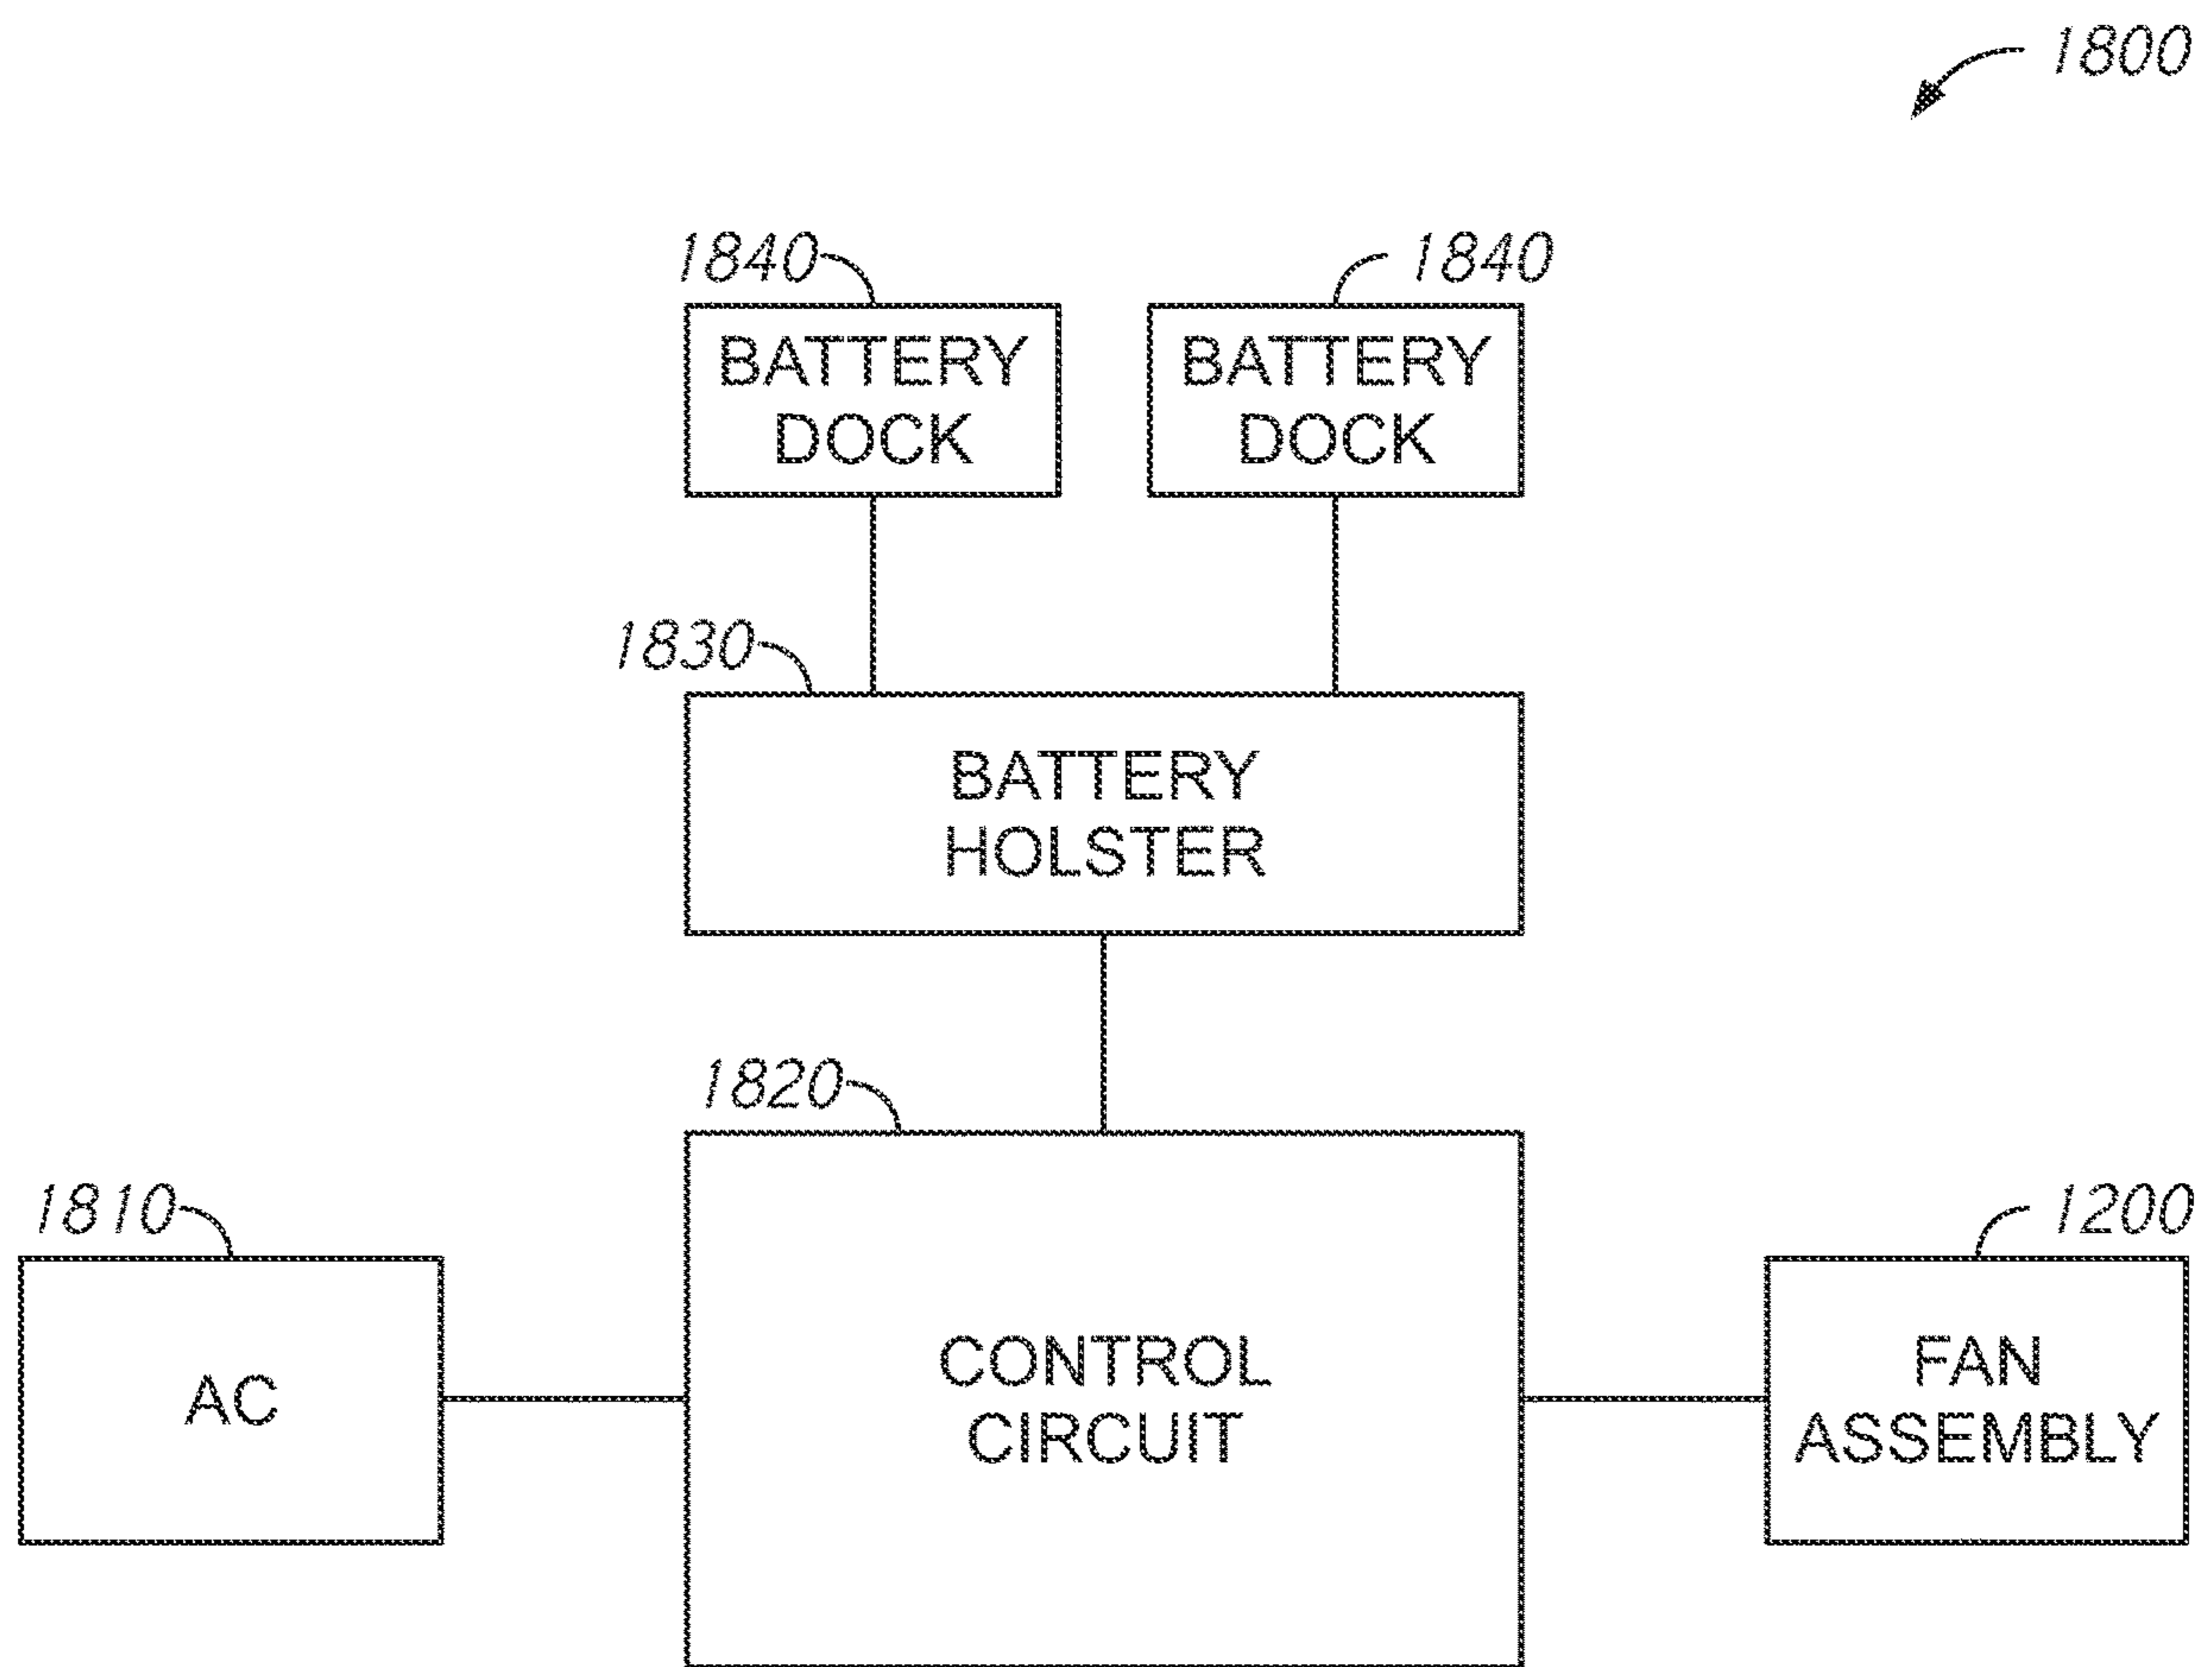 1800
1840
1840
BATTERY
DOCK
BATTERY
DOCK
1830
BATTERY
HOLSTER
1820
1810
1200
AC
CONTROL
CIRCUIT
FAN
ASSEMBLY